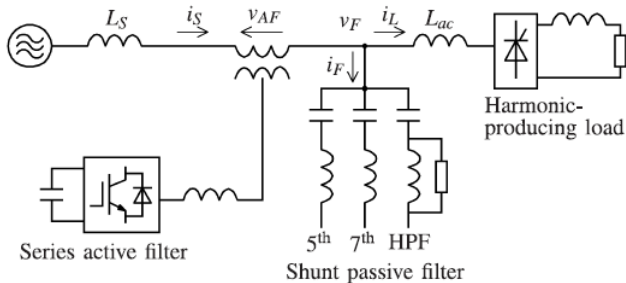 L_S i_S v_AF v_F i_L L_ac
i_F
Harmonic-
producing load
Series active filter
5th 7th HPF
Shunt passive filter